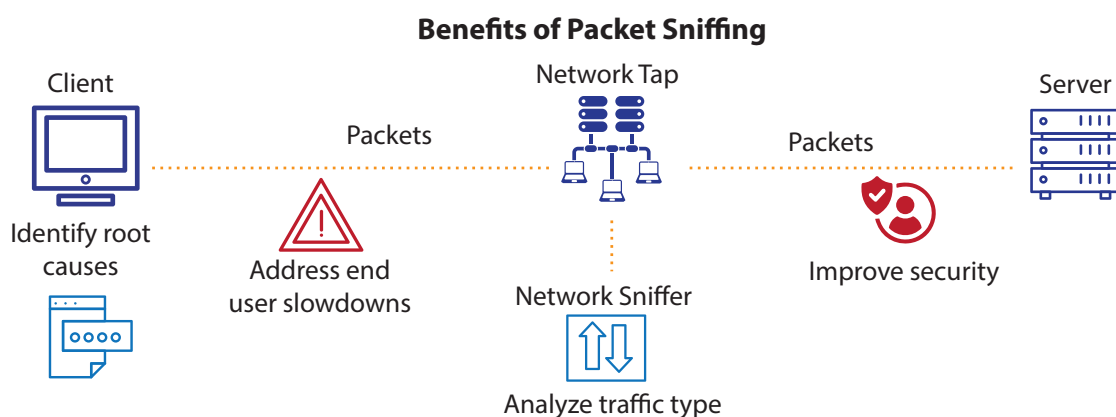 Benefits of Packet Sniffing
Client
Network Tap
Server
Packets
Packets
Identify root
causes
Address end
user slowdowns
Improve security
Network Sniffer
Analyze traffic type